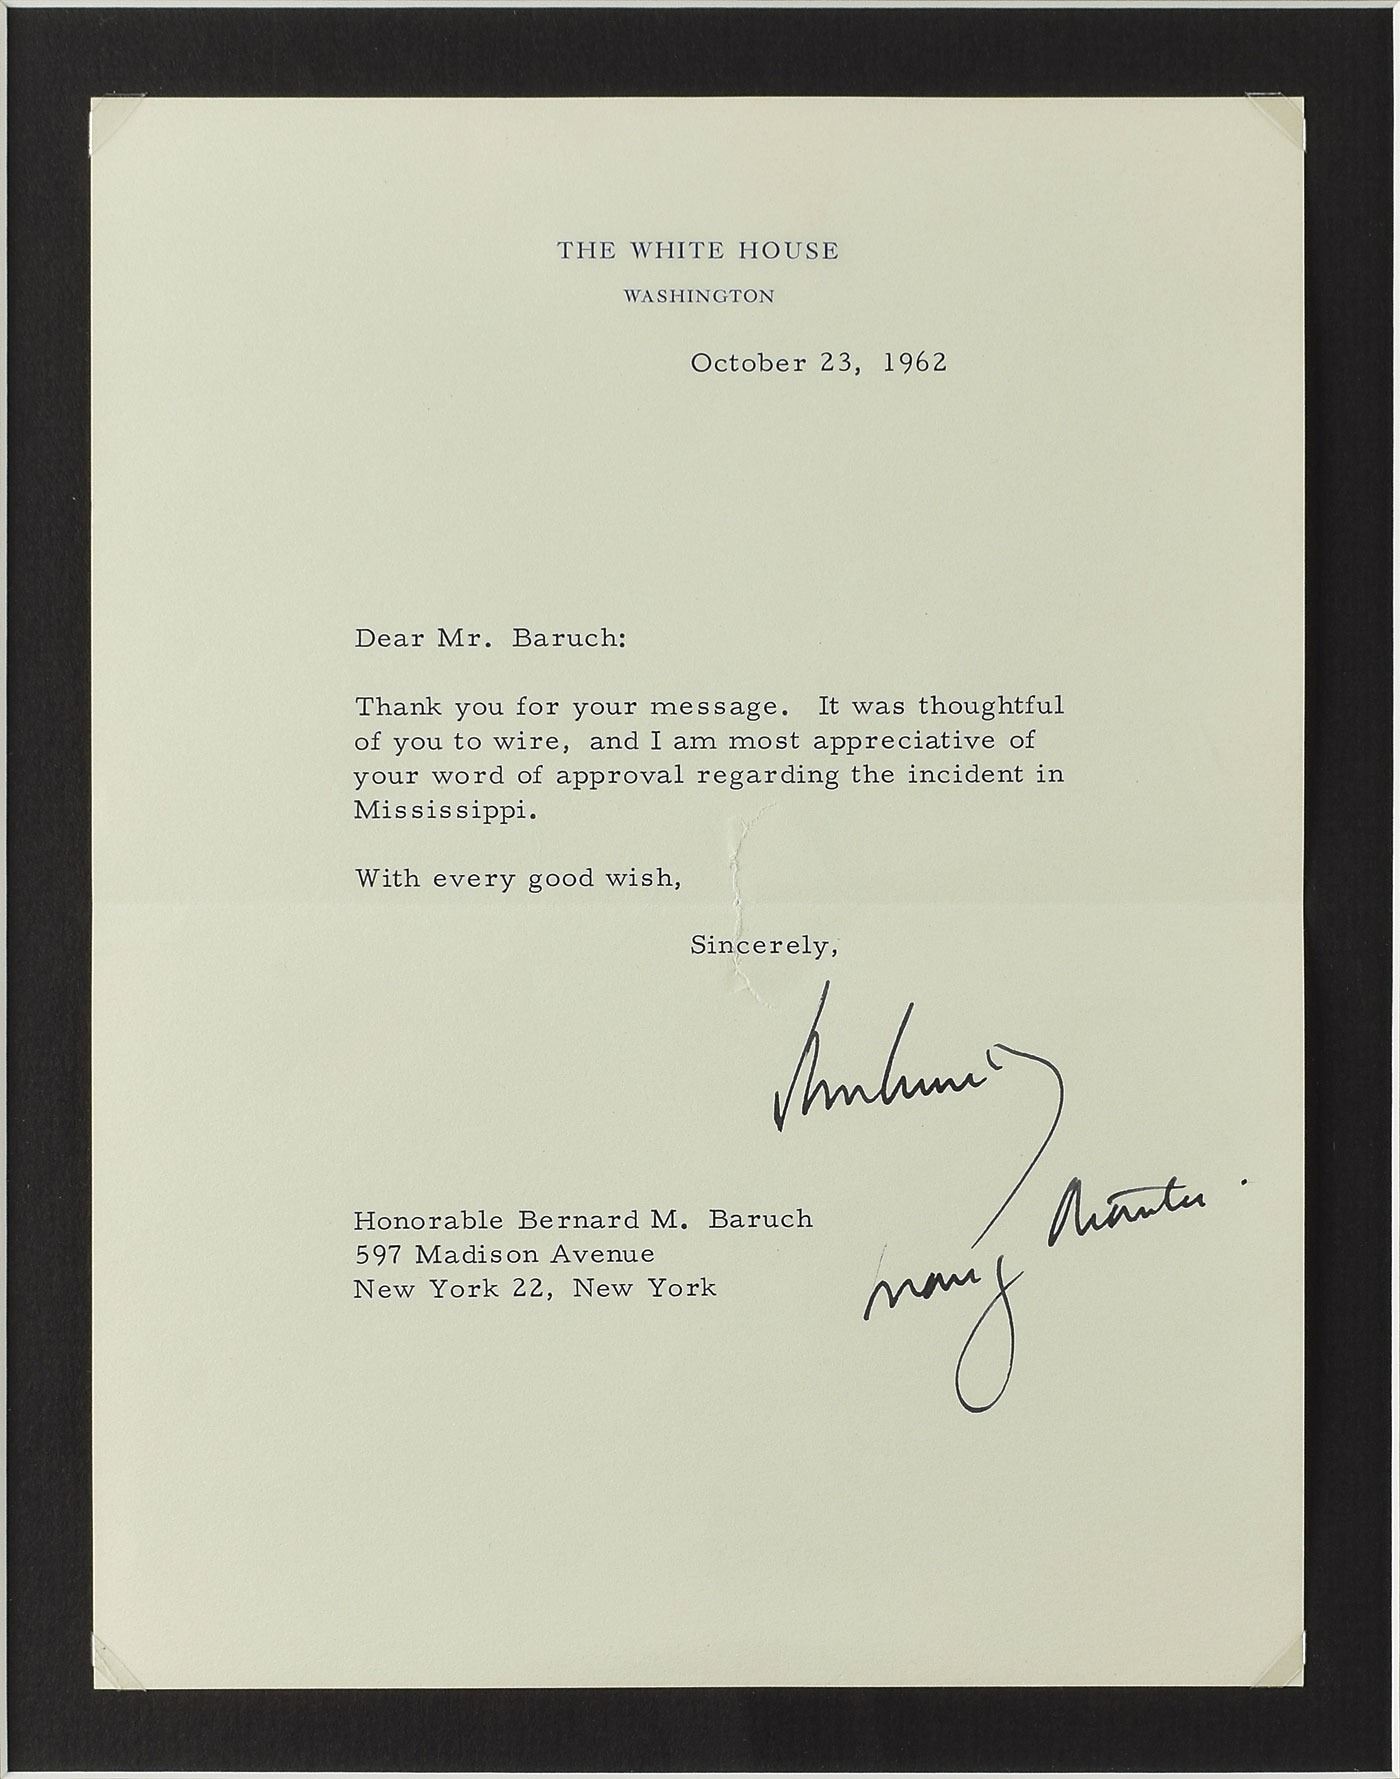 THE WHITE HOUSE
WASHINGTON
October 23, 1962
Dear Mr. Baruch:
Thank you for your message. It was thoughtful
of you to wire, and I am most appreciative of
your word of approval regarding the incident in
Mississippi.
With every good wish,
Sincerely,
Honorable Bernard M. Baruch
597 Madison Avenue
New York 22, New York
many thanks